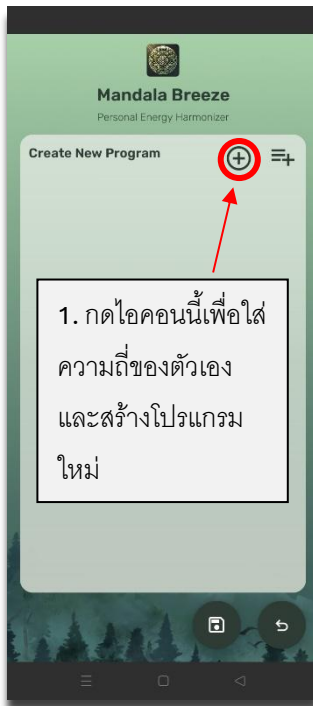 Mandala Breeze
Personal Energy Harmonizer
Create New Program
1. กดไอคอนนี้เพื่อใส่
ความถี่ของตัวเอง
และสร้างโปรแกรม
ใหม่